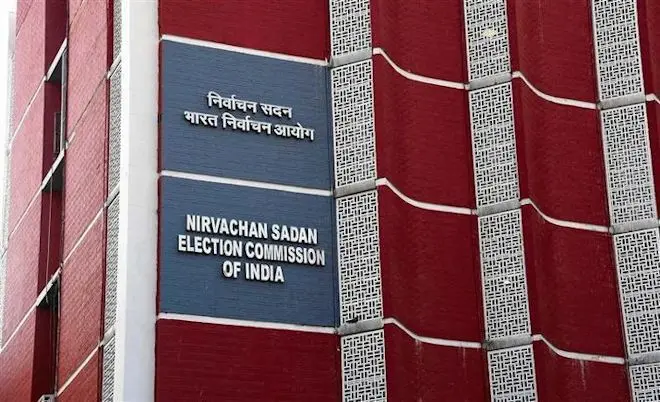 निर्वाचन सदन
भारत निर्वाचन आयोग
NIRVACHAN SADAN
ELECTION COMMISSION
OF INDIA